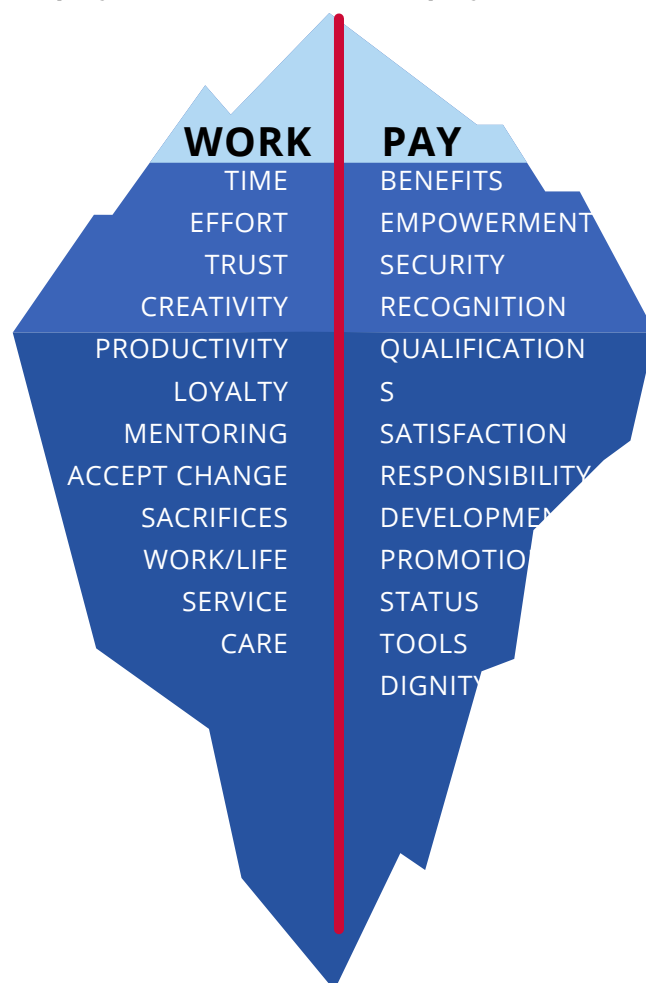 WORK PAY
TIME
EFFORT
TRUST
CREATIVITY
PRODUCTIVITY
LOYALTY
MENTORING
ACCEPT CHANGE
SACRIFICES
WORK/LIFE
SERVICE
CARE
BENEFITS
EMPOWERMENT
SECURITY
RECOGNITION
QUALIFICATION
S
SATISFACTION
RESPONSIBILITY
DEVELOPMEN
PROMOTIO
STATUS
TOOLS
DIGNITY